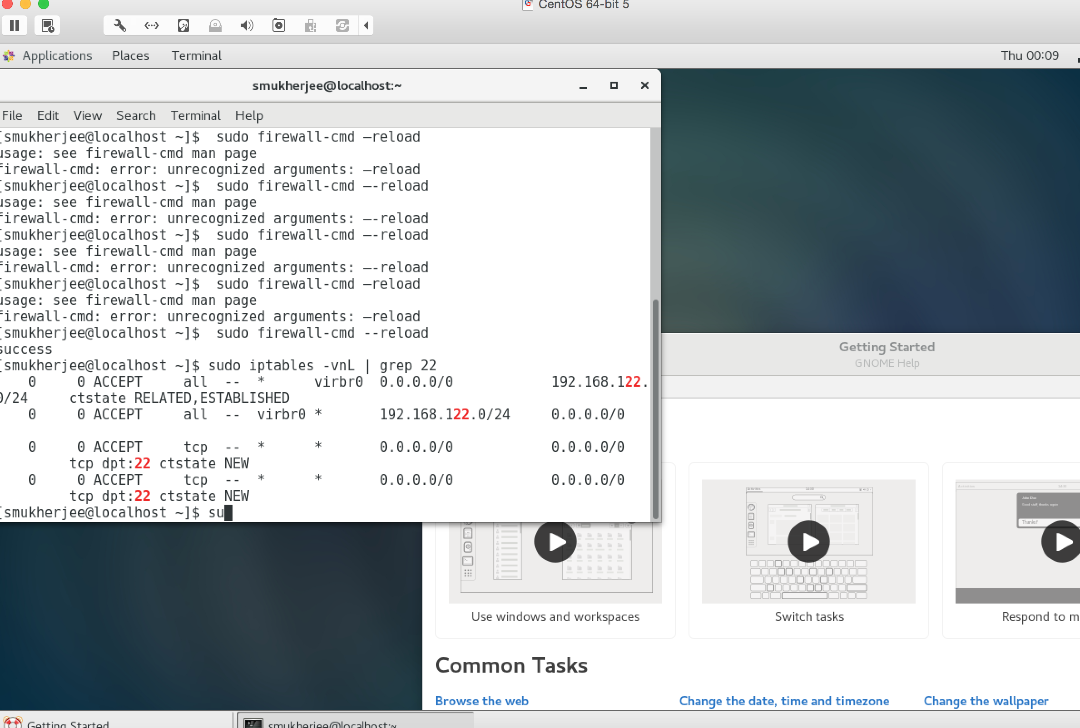 CentOS 64-bit 5
Applications Places Terminal Thu 00:09
smukherjee@localhost:~
File Edit View Search Terminal Help
[smukherjee@localhost ~]$  sudo firewall-cmd —reload
usage: see firewall-cmd man page
firewall-cmd: error: unrecognized arguments: —reload
[smukherjee@localhost ~]$  sudo firewall-cmd —-reload
usage: see firewall-cmd man page
firewall-cmd: error: unrecognized arguments: —-reload
[smukherjee@localhost ~]$  sudo firewall-cmd —-reload
usage: see firewall-cmd man page
firewall-cmd: error: unrecognized arguments: —-reload
[smukherjee@localhost ~]$  sudo firewall-cmd —reload
usage: see firewall-cmd man page
firewall-cmd: error: unrecognized arguments: —reload
[smukherjee@localhost ~]$  sudo firewall-cmd --reload
success
[smukherjee@localhost ~]$ sudo iptables -vnL | grep 22
0 0 ACCEPT all -- * virbr0 0.0.0.0/0 192.168.122.
0/24 ctstate RELATED,ESTABLISHED
0 0 ACCEPT all -- virbr0 * 192.168.122.0/24 0.0.0.0/0
0 0 ACCEPT tcp -- * * 0.0.0.0/0 0.0.0.0/0
tcp dpt:22 ctstate NEW
0 0 ACCEPT tcp -- * * 0.0.0.0/0 0.0.0.0/0
tcp dpt:22 ctstate NEW
[smukherjee@localhost ~]$ su
Getting Started
GNOME Help
Use windows and workspaces
Switch tasks
Respond to m
Common Tasks
Browse the web
Change the date, time and timezone
Change the wallpaper
Getting Started
smukherjee@localhost:~